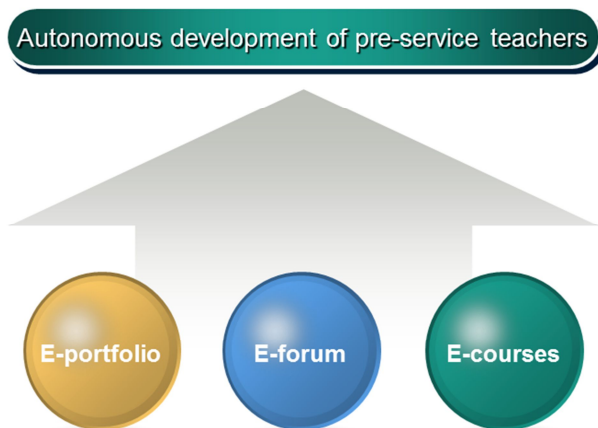 Autonomous development of pre-service teachers
E-portfolio
E-forum
E-courses